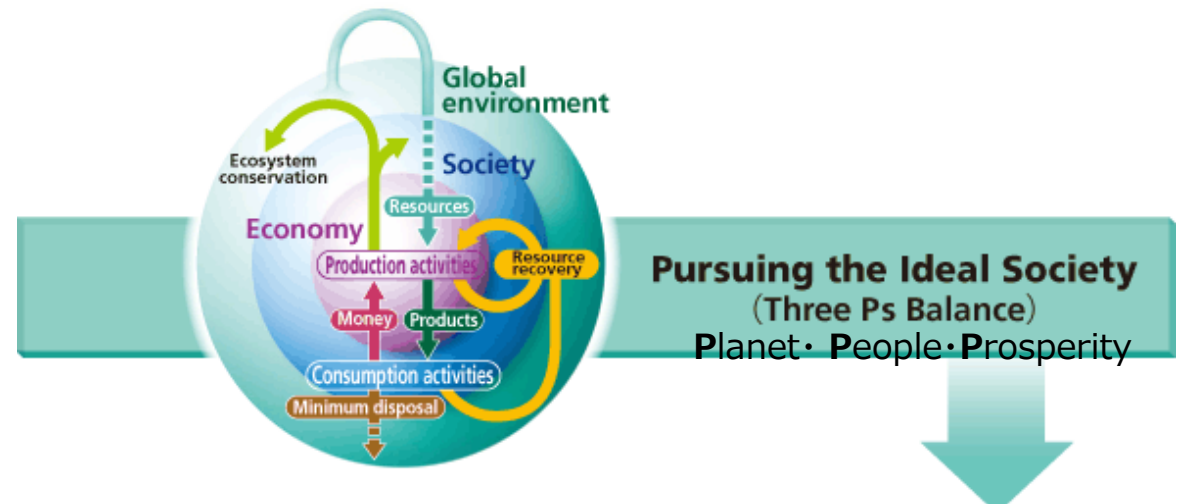 Global
environment
Ecosystem
conservation
Society
Resources
Economy
Production activities
Resource
recovery
Money
Products
Consumption activities
Minimum disposal
Pursuing the Ideal Society
(Three Ps Balance)
Planet・ People・Prosperity